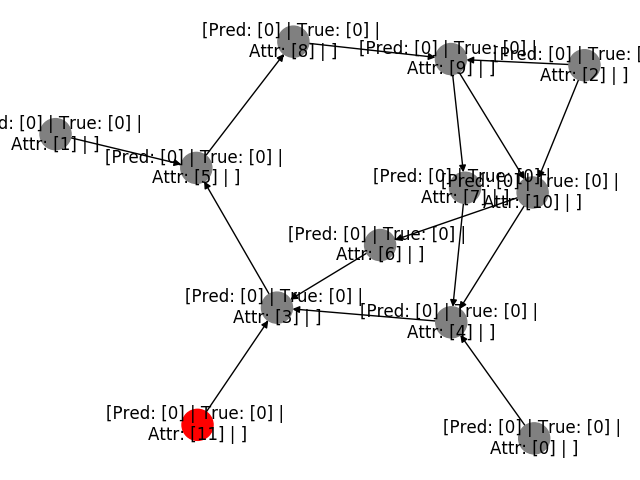 [Pred: [0] | True: [0] |
Attr: [8] | ]
[Pred: [0] | True: [0] |
Attr: [9] | ]
[Pred: [0] | True: [
Attr: [2] | ]
d: [0] | True: [0] |
Attr: [1] | ]
[Pred: [0] | True: [0] |
Attr: [5] | ]
[Pred: [0] | True: [0] |
Attr: [7] | ]
[Pred: [0] | True: [0] |
Attr: [10] | ]
[Pred: [0] | True: [0] |
Attr: [6] | ]
[Pred: [0] | True: [0] |
Attr: [3] | ]
[Pred: [0] | True: [0] |
Attr: [4] | ]
[Pred: [0] | True: [0] |
Attr: [11] | ]
[Pred: [0] | True: [0] |
Attr: [0] | ]